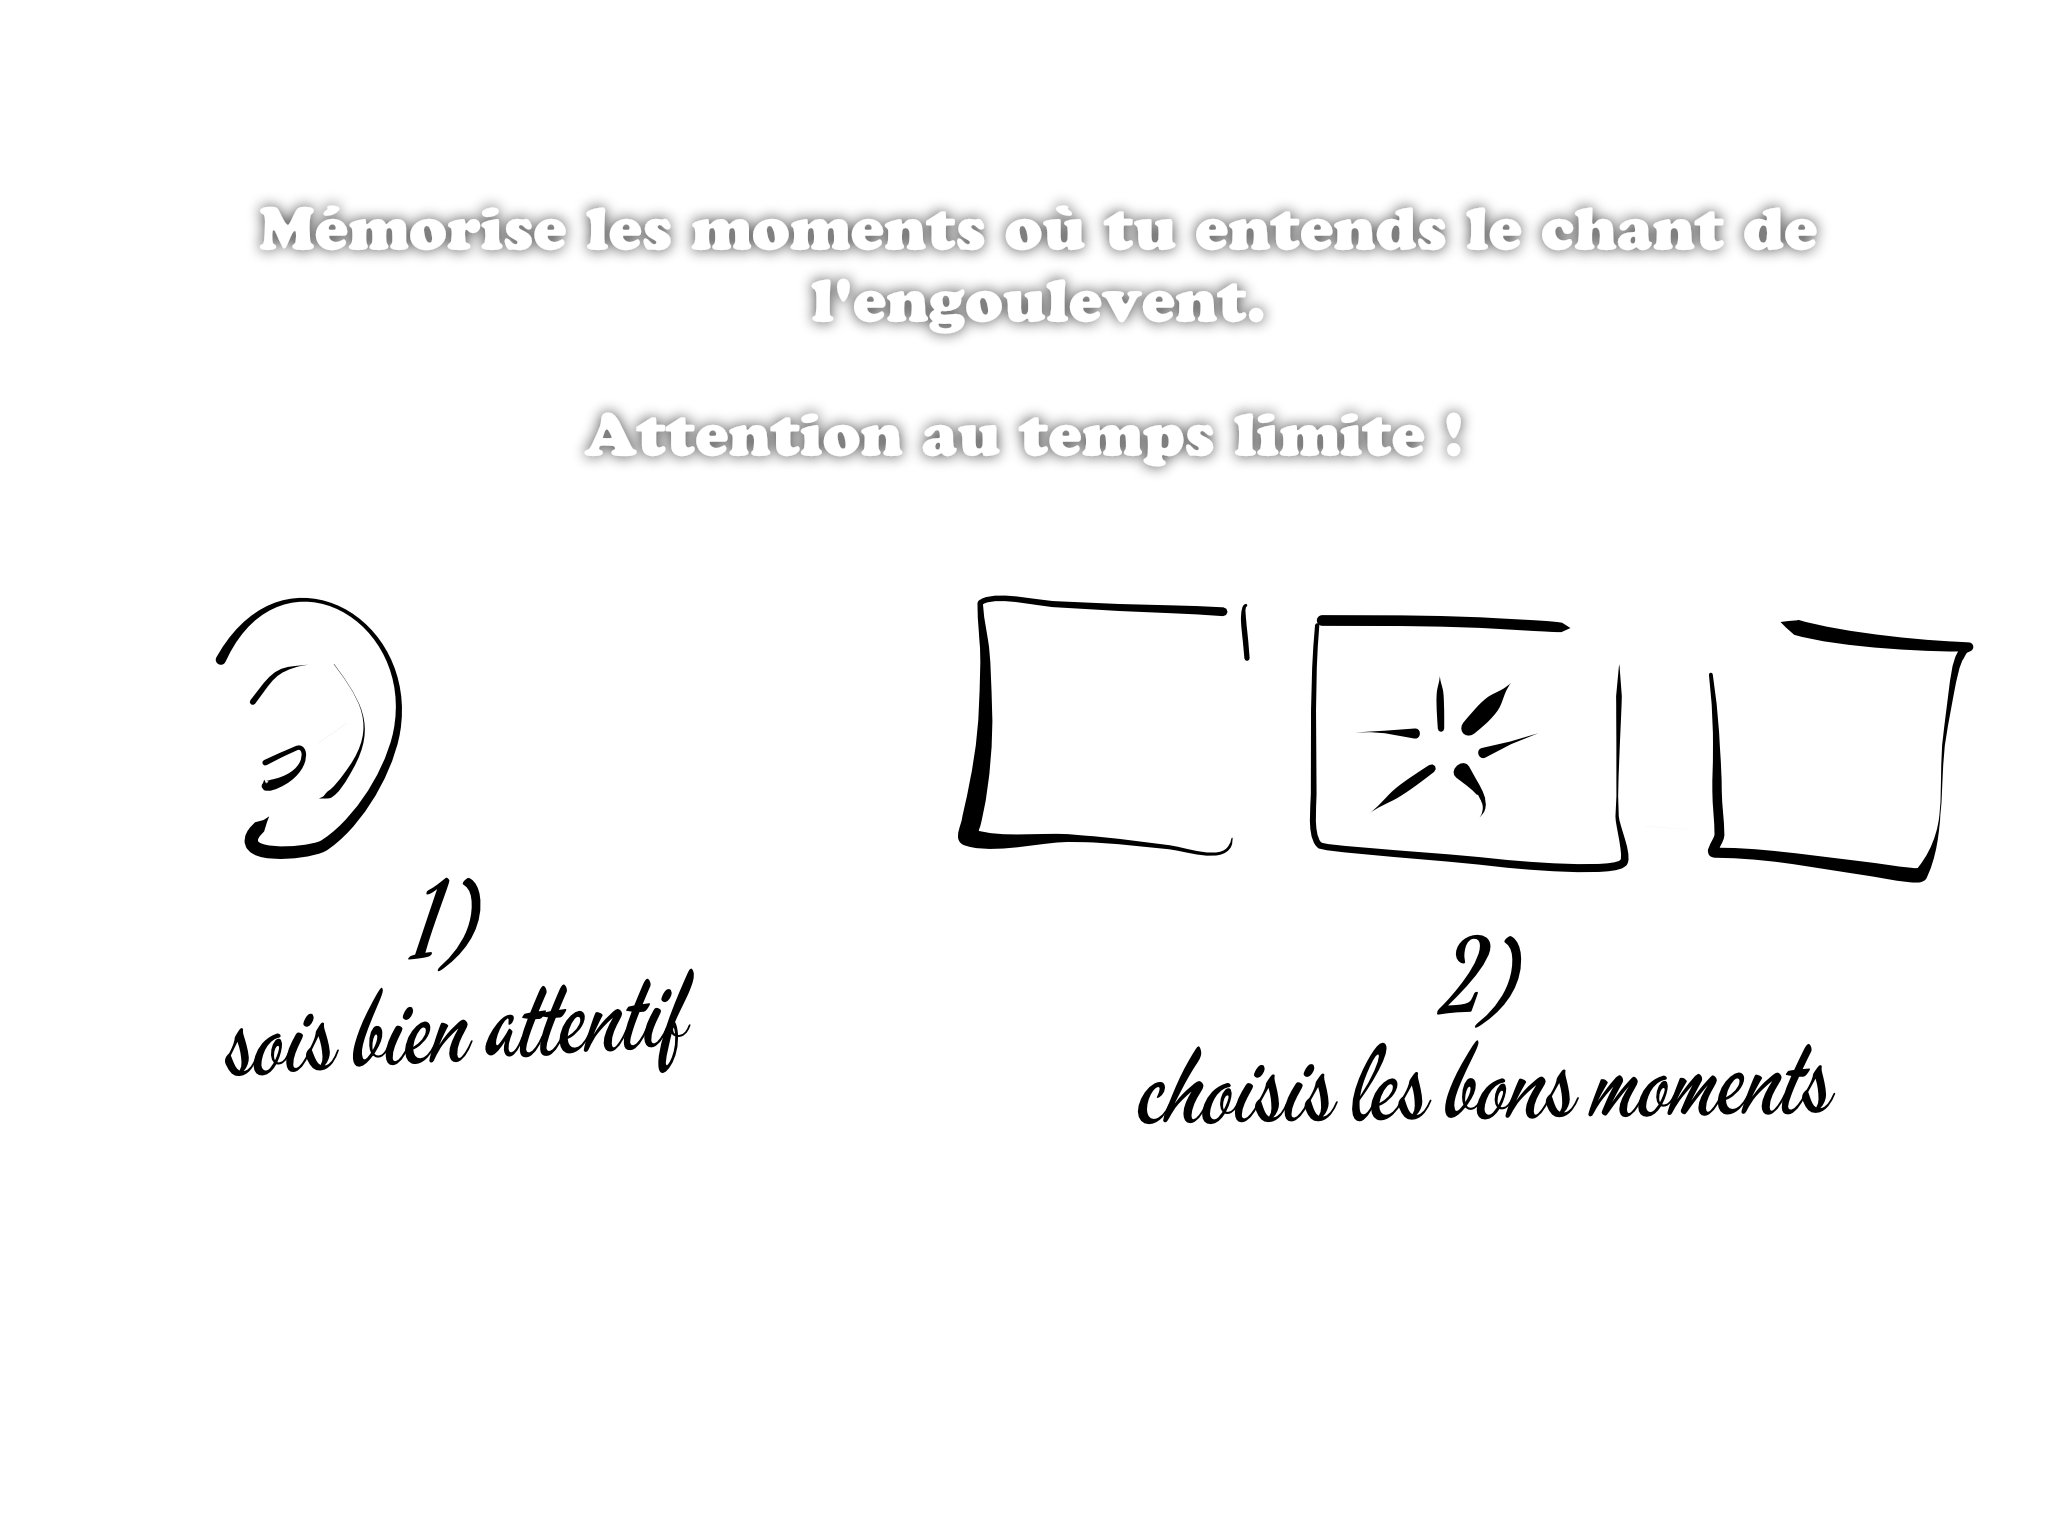 Mémorise les moments où tu entends le chant de
l'engoulevent.
Attention au temps limite !
1)
sois bien attentif
2)
choisis les bons moments